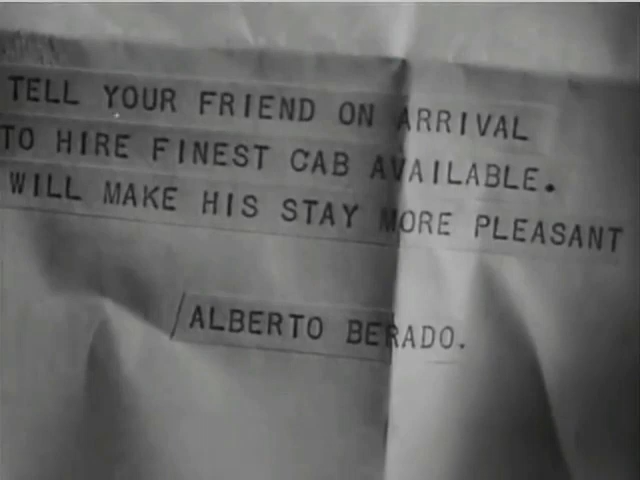 TELL YOUR FRIEND ON ARRIVAL
TO HIRE FINEST CAB AVAILABLE.
WILL MAKE HIS STAY MORE PLEASANT
ALBERTO BERADO.